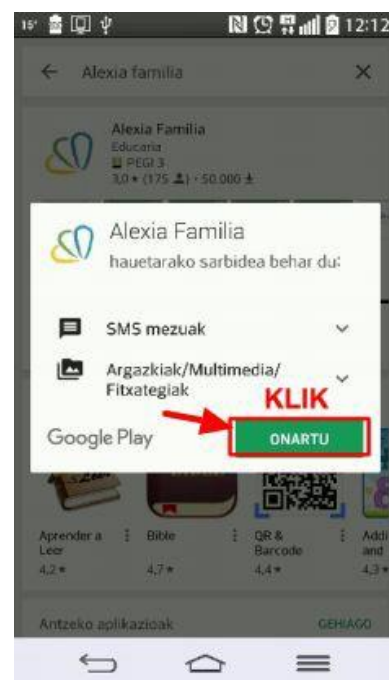 15°
12:12
Alexia familia
Alexia Familia
Educaria
PEGI 3
3,0 ★ (175) · 50.000
Alexia Familia
hauetarako sarbidea behar du:
SMS mezuak
Argazkiak/Multimedia/
Fitxategiak
KLIK
Google Play
ONARTU
Aprender a
Leer
4,2 ★
Bible
4,7 ★
QR &
Barcode
4,4 ★
Addi
and
4,3 ★
Antzeko aplikazioak
GEHIAGO